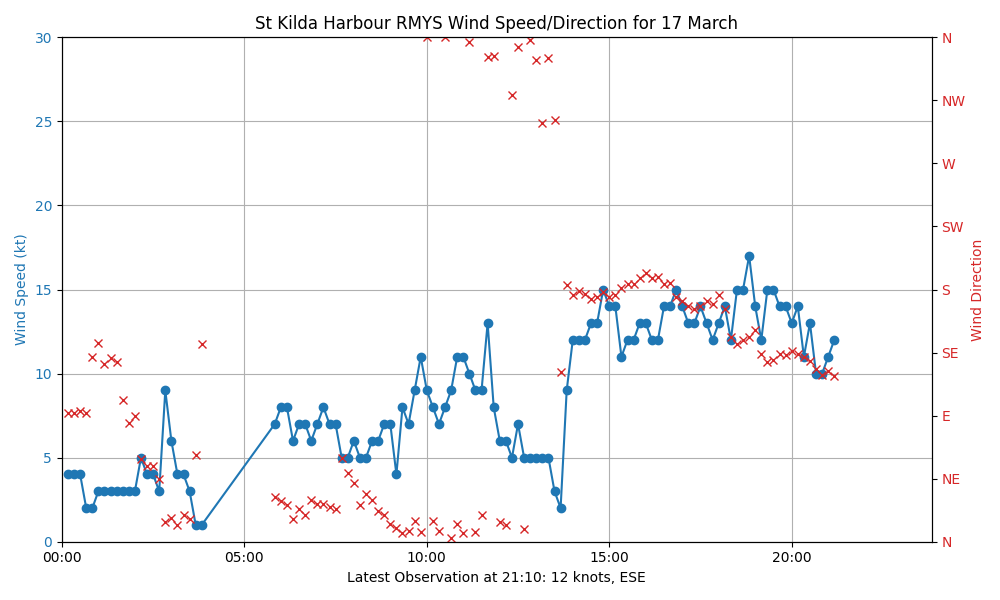 St Kilda Harbour RMYS Wind Speed/Direction for 17 March
Wind Speed (kt)
30
25
20
15
10
5
0
00:00 05:00 10:00 15:00 20:00
Latest Observation at 21:10: 12 knots, ESE
N
NW
W
SW
S
SE
E
NE
N
Wind Direction